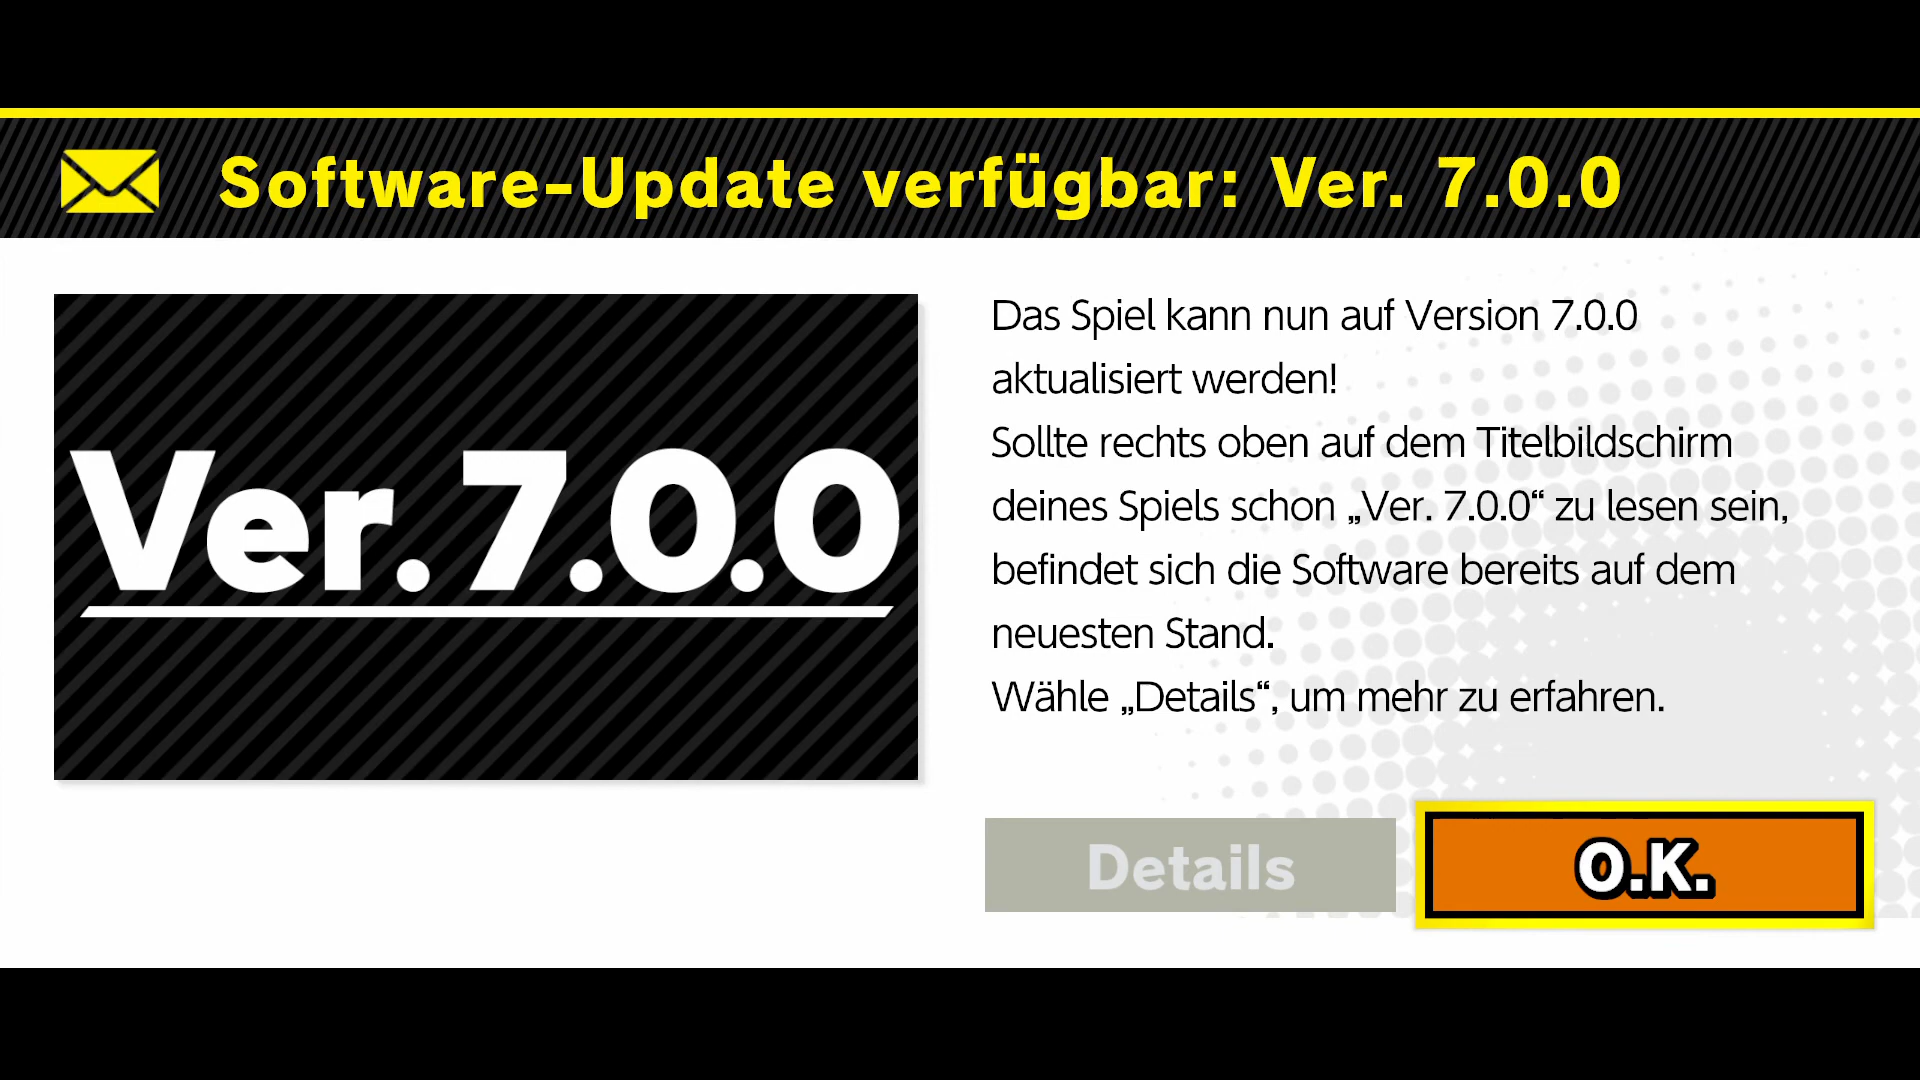 Software-Update verfügbar: Ver. 7.0.0
Ver. 7.0.0
Das Spiel kann nun auf Version 7.0.0
aktualisiert werden!
Sollte rechts oben auf dem Titelbildschirm
deines Spiels schon „Ver. 7.0.0“ zu lesen sein,
befindet sich die Software bereits auf dem
neuesten Stand.
Wähle „Details“, um mehr zu erfahren.
Details
O.K.